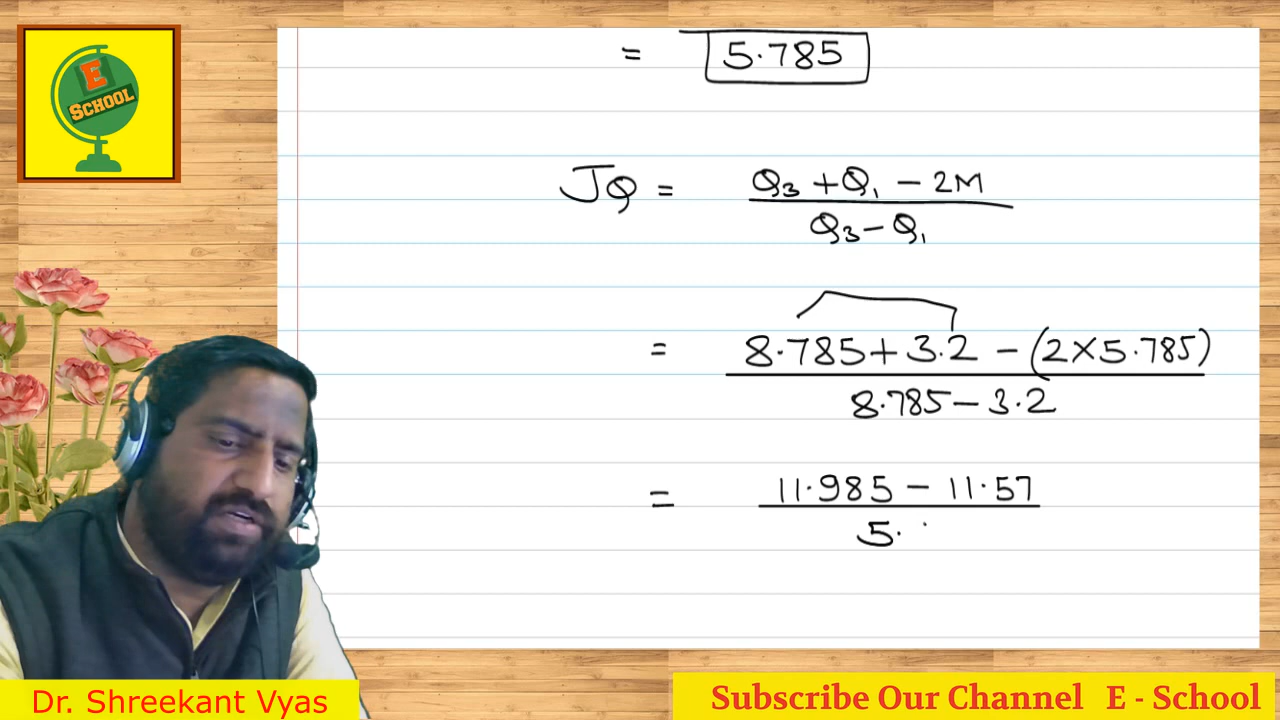 E
SCHOOL
= 5.785
JQ = Q₃ + Q₁ - 2M
Q₃ - Q₁
= 8.785 + 3.2 - (2×5.785)
8.785 - 3.2
= 11.985 - 11.57
5.
Dr. Shreekant Vyas
Subscribe Our Channel E - School